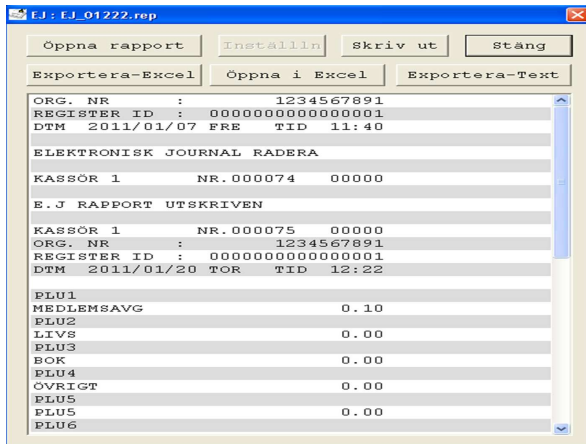 EJ : EJ_01222.rep
Öppna rapport Installln Skriv ut Stäng
Exportera-Excel Öppna i Excel Exportera-Text
ORG. NR : 1234567891
REGISTER ID : 0000000000000001
DTM 2011/01/07 FRE TID 11:40
ELEKTRONISK JOURNAL RADERA
KASSÖR 1 NR.000074 00000
E.J RAPPORT UTSKRIVEN
KASSÖR 1 NR.000075 00000
ORG. NR : 1234567891
REGISTER ID : 0000000000000001
DTM 2011/01/20 TOR TID 12:22
PLU1
MEDLEMSAVG 0.10
PLU2
LIVS 0.00
PLU3
BOK 0.00
PLU4
ÖVRIGT 0.00
PLU5
PLU5 0.00
PLU6